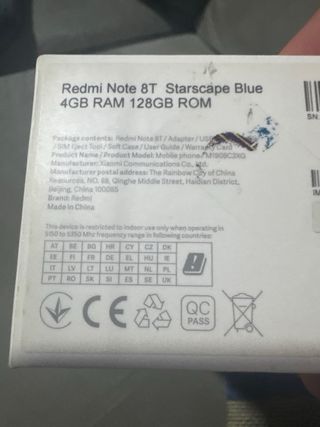 Redmi Note 8T Starscape Blue
4GB RAM 128GB ROM
SN:
Package contents: Redmi Note 8T / Adapter / USB
/ SIM Eject Tool / Soft Case / User Guide / Warranty Card
Product Name / Product Model: Mobile phone / M1908C3XG
Manufacturer: Xiaomi Communications Co., Ltd.
Manufacturer postal address: The Rainbow City of China
Resources, NO. 68, Qinghe Middle Street, Haidian District,
Beijing, China 100085
Brand: Redmi
Made in China
IM
This device is restricted to indoor use only when operating in
5150 to 5350 Mhz frequency range in following countries:
AT BE BG HR CY CZ DK
EE FI FR DE EL HU IE
IT LV LT LU MT NL PL
PT RO SK SI ES SE UK
CE
QC
PASS